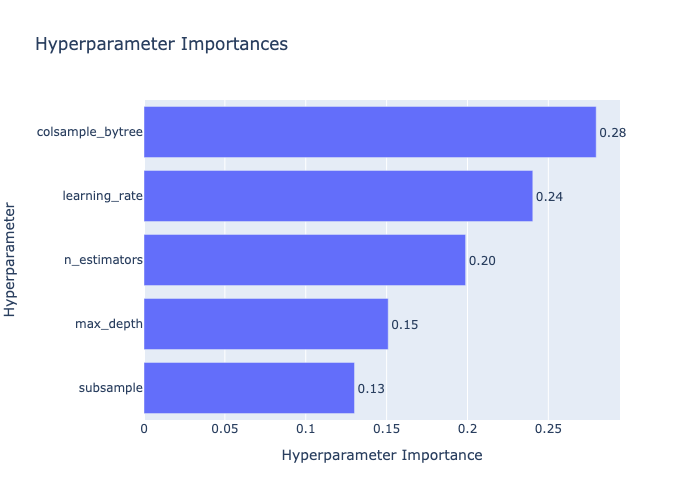 Hyperparameter Importances
Hyperparameter
colsample_bytree
0.28
learning_rate
0.24
n_estimators
0.20
max_depth
0.15
subsample
0.13
0
0.05
0.1
0.15
0.2
0.25
Hyperparameter Importance